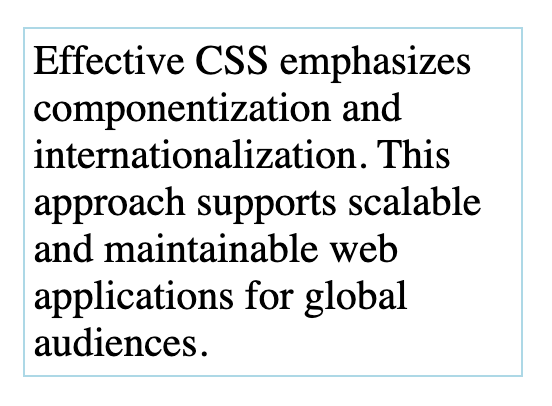 Effective CSS emphasizes
componentization and
internationalization. This
approach supports scalable
and maintainable web
applications for global
audiences.